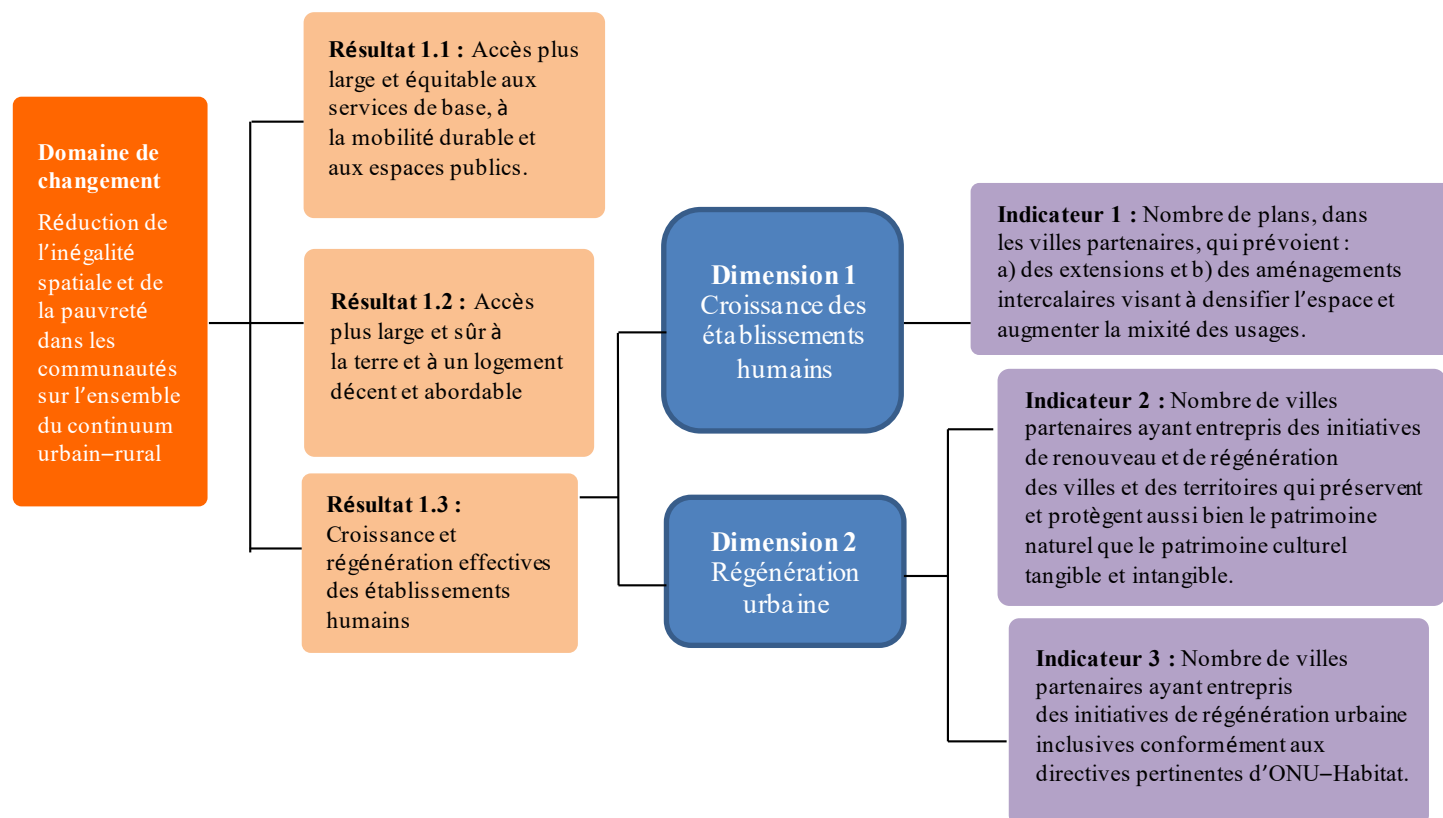 Domaine de
changement
Réduction de
l’inégalité
spatiale et de
la pauvreté
dans les
communautés
sur l’ensemble
du continuum
urbain–rural
Résultat 1.1 : Accès plus
large et équitable aux
services de base, à
la mobilité durable et
aux espaces publics.
Résultat 1.2 : Accès
plus large et sûr à
la terre et à un logement
décent et abordable
Résultat 1.3 :
Croissance et
régénération effectives
des établissements
humains
Dimension 1
Croissance des
établissements
humains
Dimension 2
Régénération
urbaine
Indicateur 1 : Nombre de plans, dans
les villes partenaires, qui prévoient :
a) des extensions et b) des aménagements
intercalaires visant à densifier l’espace et
augmenter la mixité des usages.
Indicateur 2 : Nombre de villes
partenaires ayant entrepris des initiatives
de renouveau et de régénération
des villes et des territoires qui préservent
et protègent aussi bien le patrimoine
naturel que le patrimoine culturel
tangible et intangible.
Indicateur 3 : Nombre de villes
partenaires ayant entrepris
des initiatives de régénération urbaine
inclusives conformément aux
directives pertinentes d’ONU–Habitat.